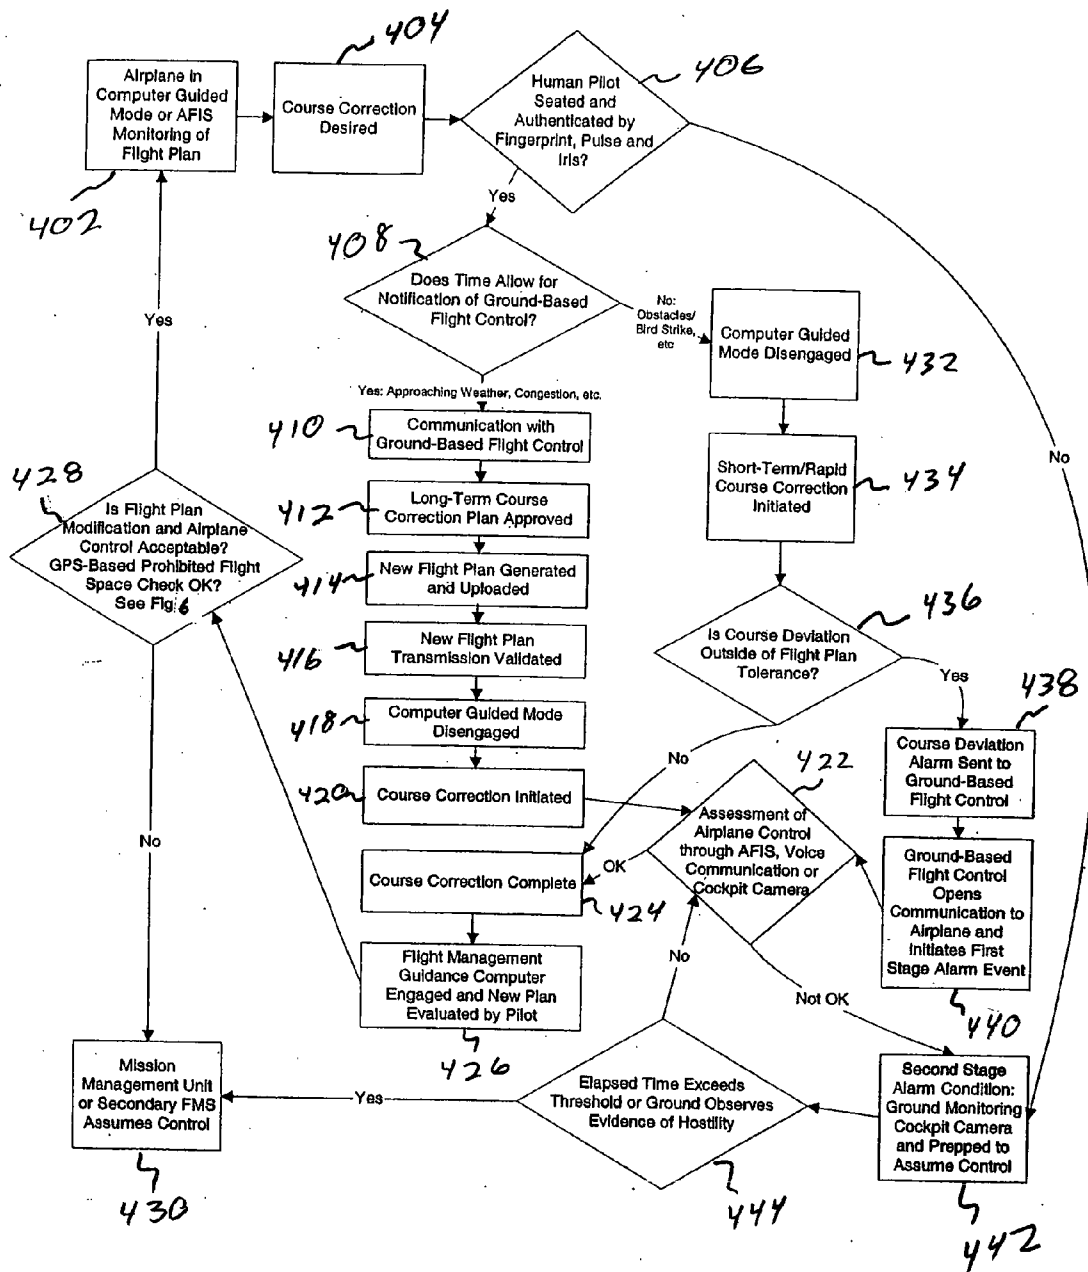 404
Airplane in
Computer Guided
Mode or AFIS
Monitoring of
Flight Plan
402
Course Correction
Desired
Human Pilot
Seated and
Authenticated by
Fingerprint, Pulse and
Iris?
406
Yes
No
408
Does Time Allow for
Notification of Ground-Based
Flight Control?
No:
Obstacles/
Bird Strike,
etc
Computer Guided
Mode Disengaged
432
Yes: Approaching Weather, Congestion, etc.
410
Communication with
Ground-Based Flight Control
412
Long-Term Course
Correction Plan Approved
414
New Flight Plan Generated
and Uploaded
416
New Flight Plan
Transmission Validated
418
Computer Guided Mode
Disengaged
420
Course Correction Initiated
Short-Term/Rapid
Course Correction
Initiated
434
Is Course Deviation
Outside of Flight Plan
Tolerance?
436
Yes
No
438
Course Deviation
Alarm Sent to
Ground-Based
Flight Control
Ground-Based
Flight Control
Opens
Communication to
Airplane and
Initiates First
Stage Alarm Event
440
422
Assessment of
Airplane Control
through AFIS, Voice
Communication or
Cockpit Camera
OK
Not OK
Course Correction Complete
424
Flight Management
Guidance Computer
Engaged and New Plan
Evaluated by Pilot
426
Yes
428
Is Flight Plan
Modification and Airplane
Control Acceptable?
GPS-Based Prohibited Flight
Space Check OK?
See Fig. 6
No
Mission
Management Unit
or Secondary FMS
Assumes Control
430
Yes
No
Elapsed Time Exceeds
Threshold or Ground Observes
Evidence of Hostility
444
Second Stage
Alarm Condition:
Ground Monitoring
Cockpit Camera
and Prepped to
Assume Control
442